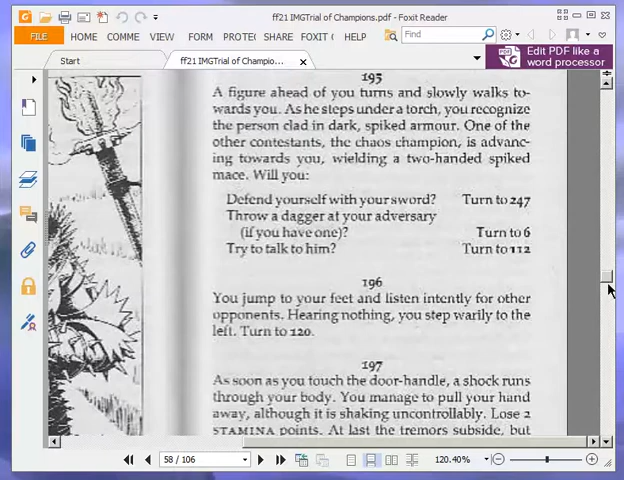 ff21 IMGTrial of Champions.pdf - Foxit Reader
FILE HOME COMME VIEW FORM PROTE SHARE FOXIT C HELP Find
Start ff21 IMGTrial of Champio... Edit PDF like a
word processor
195
A figure ahead of you turns and slowly walks to-
wards you. As he steps under a torch, you recognize
the person clad in dark, spiked armour. One of the
other contestants, the chaos champion, is advanc-
ing towards you, wielding a two-handed spiked
mace. Will you:
Defend yourself with your sword? Turn to 247
Throw a dagger at your adversary
(if you have one)? Turn to 6
Try to talk to him? Turn to 112
196
You jump to your feet and listen intently for other
opponents. Hearing nothing, you step warily to the
left. Turn to 120.
197
As soon as you touch the door-handle, a shock runs
through your body. You manage to pull your hand
away, although it is shaking uncontrollably. Lose 2
STAMINA points. At last the tremors subside, but
58 / 106 120.40%